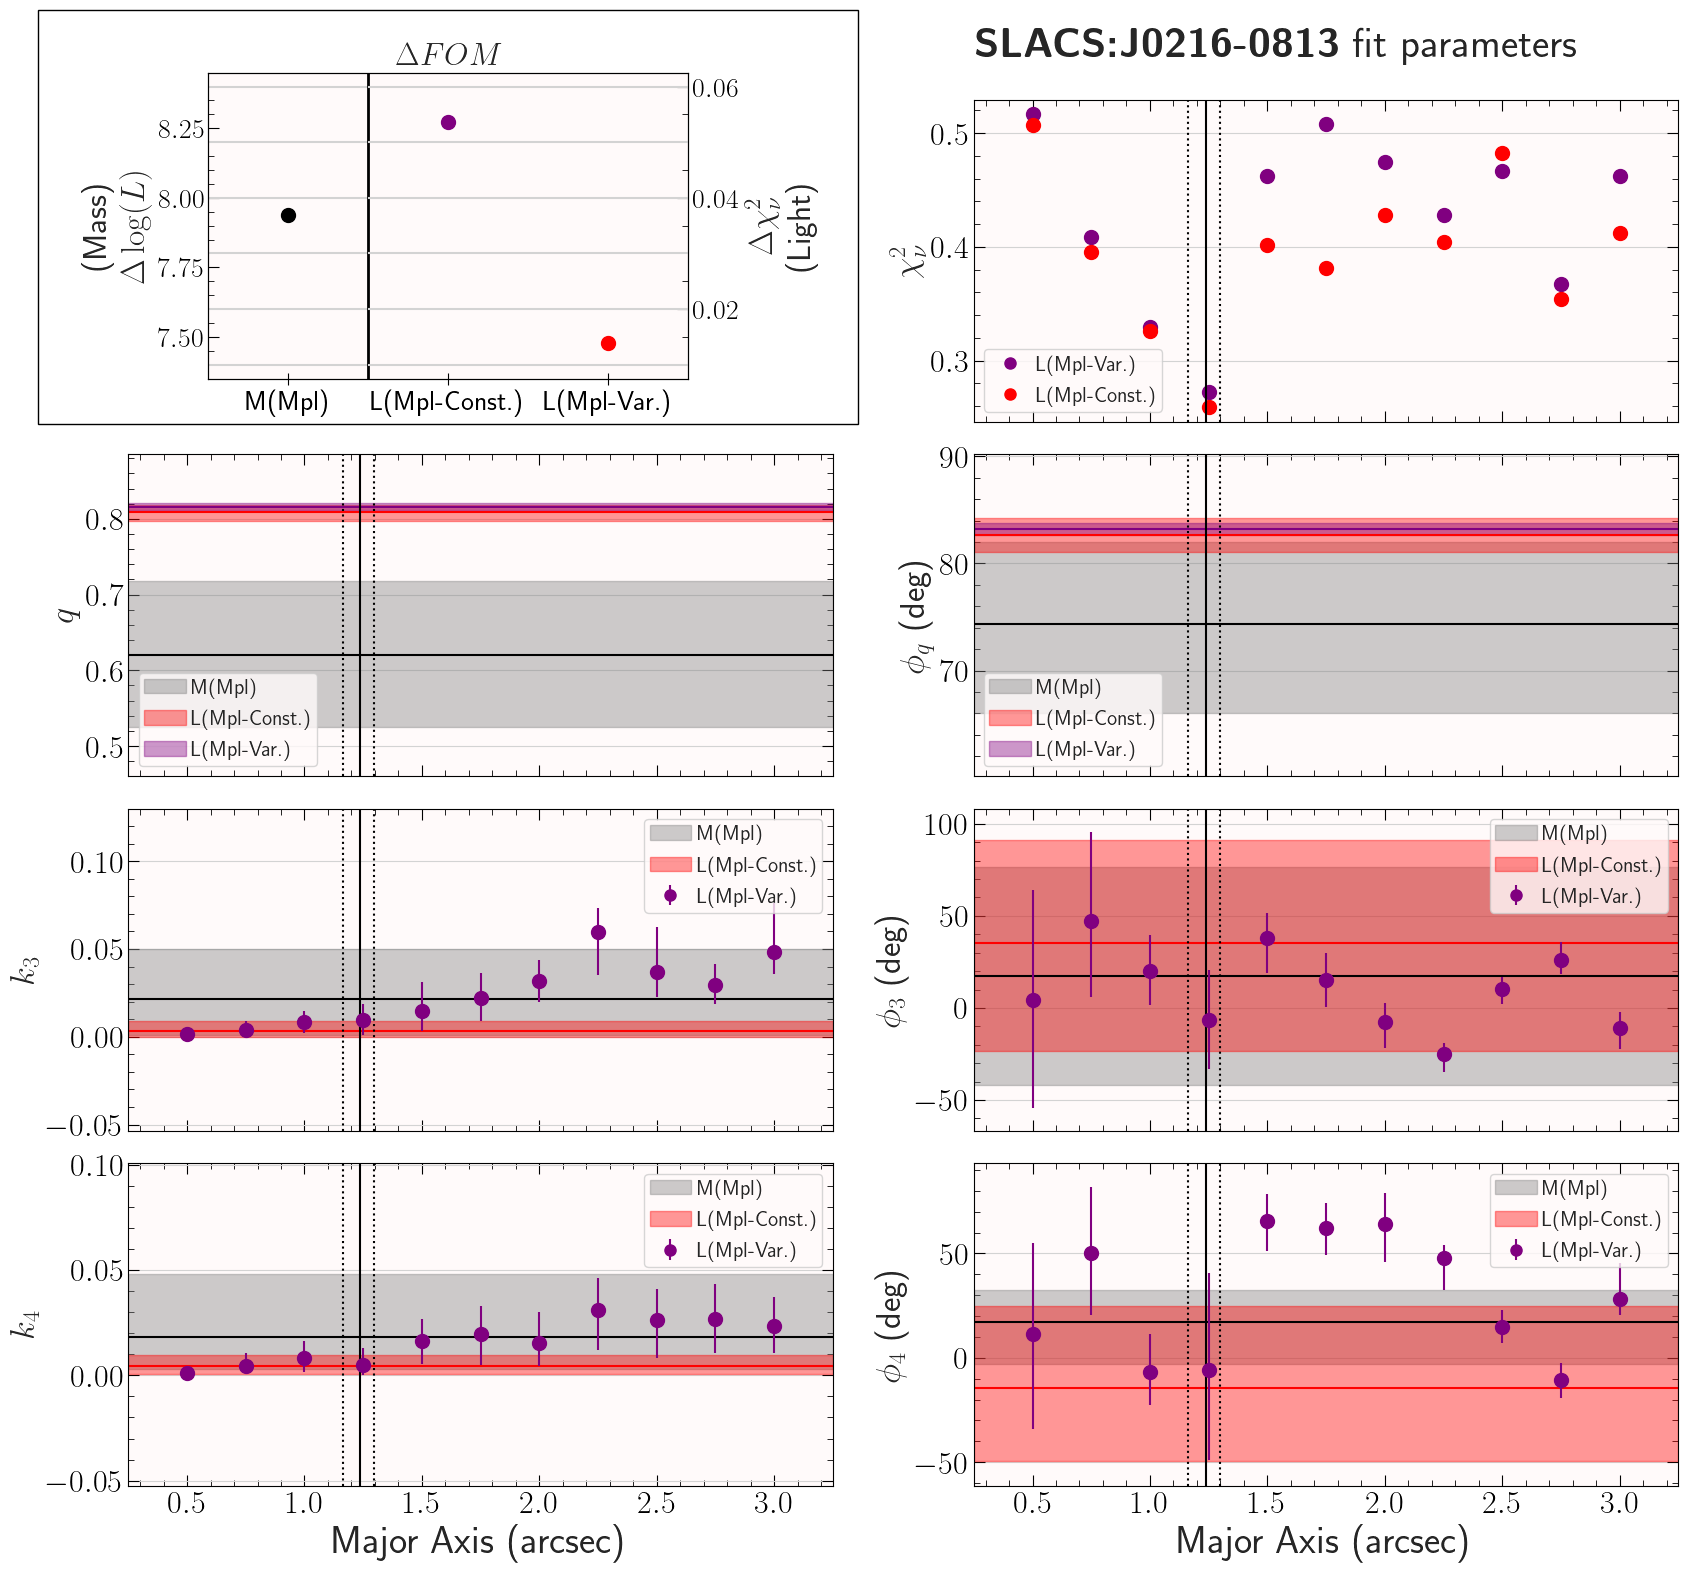 ΔFOM
SLACS:J0216-0813 fit parameters
(Mass)
Δ log(L)
8.25
8.00
7.75
7.50
0.06
0.04
0.02
Δχ²_ν
(Light)
M(Mpl) L(Mpl-Const.) L(Mpl-Var.)
χ²_ν
0.5
0.4
0.3
L(Mpl-Var.)
L(Mpl-Const.)
q
0.8
0.7
0.6
0.5
M(Mpl)
L(Mpl-Const.)
L(Mpl-Var.)
ϕ_q (deg)
90
80
70
M(Mpl)
L(Mpl-Const.)
L(Mpl-Var.)
k₃
0.10
0.05
0.00
−0.05
M(Mpl)
L(Mpl-Const.)
L(Mpl-Var.)
ϕ₃ (deg)
100
50
0
−50
M(Mpl)
L(Mpl-Const.)
L(Mpl-Var.)
k₄
0.10
0.05
0.00
−0.05
M(Mpl)
L(Mpl-Const.)
L(Mpl-Var.)
0.5 1.0 1.5 2.0 2.5 3.0
Major Axis (arcsec)
ϕ₄ (deg)
50
0
−50
M(Mpl)
L(Mpl-Const.)
L(Mpl-Var.)
0.5 1.0 1.5 2.0 2.5 3.0
Major Axis (arcsec)